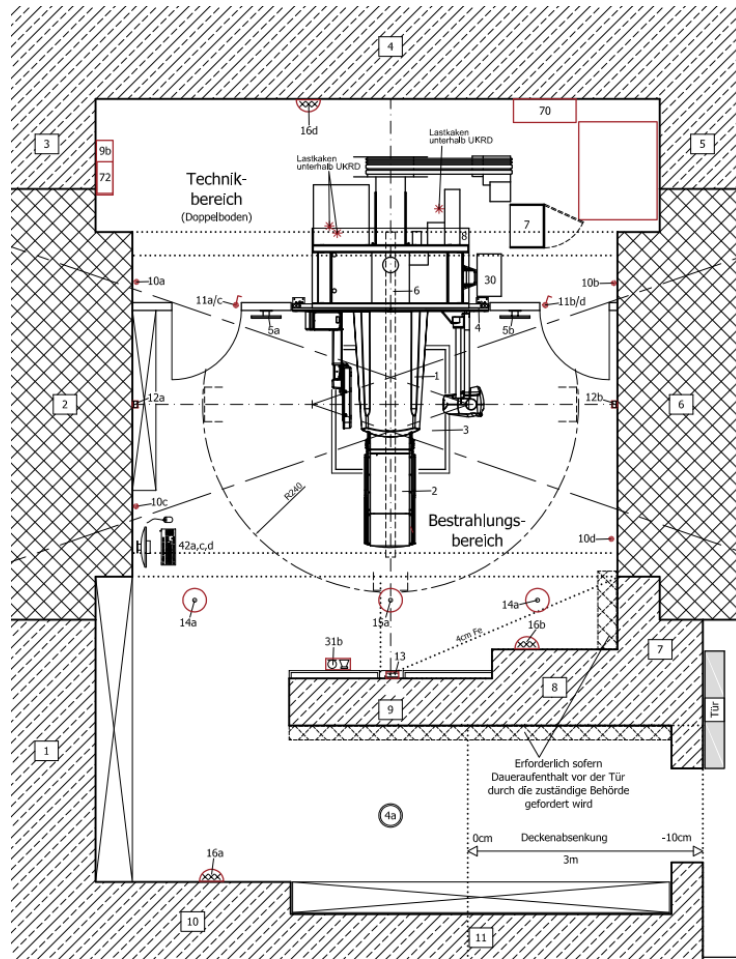 4
16d
70
3
5
9b
72
Lastkaken
unterhalb UKRD
Lastkaken
unterhalb UKRD
Technik-
bereich
(Doppelboden)
7
8
30
6
10a
10b
11a/c
11b/d
5a
4
5b
1
2
12a
12b
6
3
R240
2
10c
Bestrahlungs-
bereich
10d
42a,c,d
14a
15a
14a
4cm Fe
16b
31b
13
7
8
9
Tür
1
Erforderlich sofern
Daueraufenthalt vor der Tür
durch die zuständige Behörde
gefordert wird
4a
0cm
Deckenabsenkung
-10cm
3m
16a
10
11